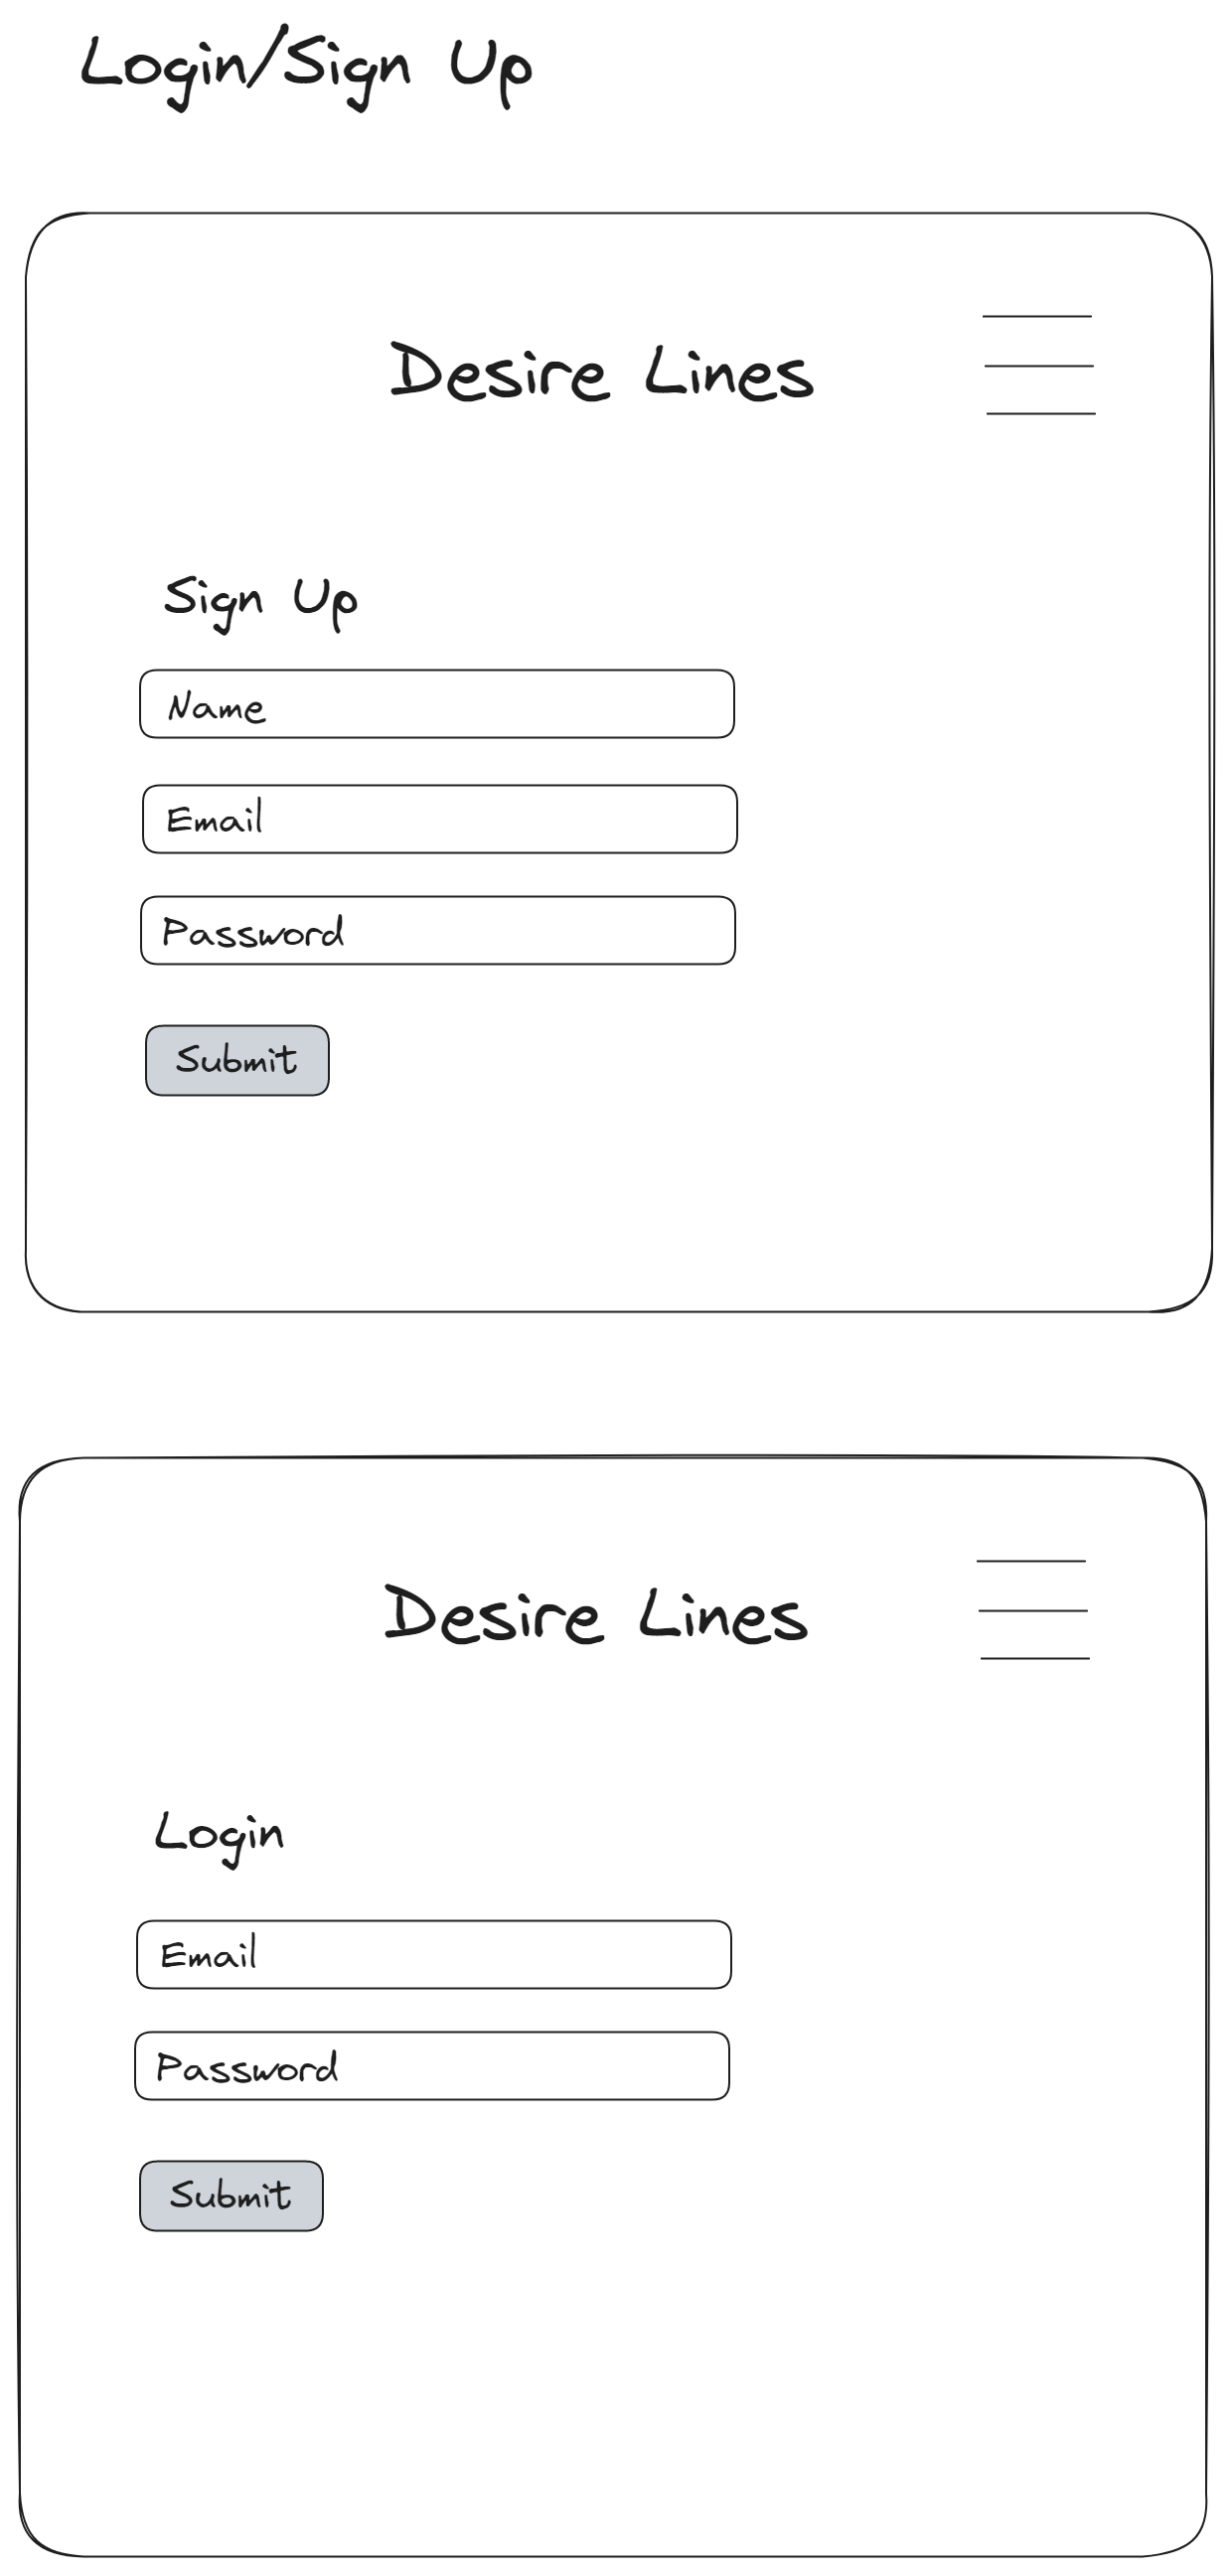 Login/Sign Up
Desire Lines
Sign Up
Name
Email
Password
Submit
Desire Lines
Login
Email
Password
Submit